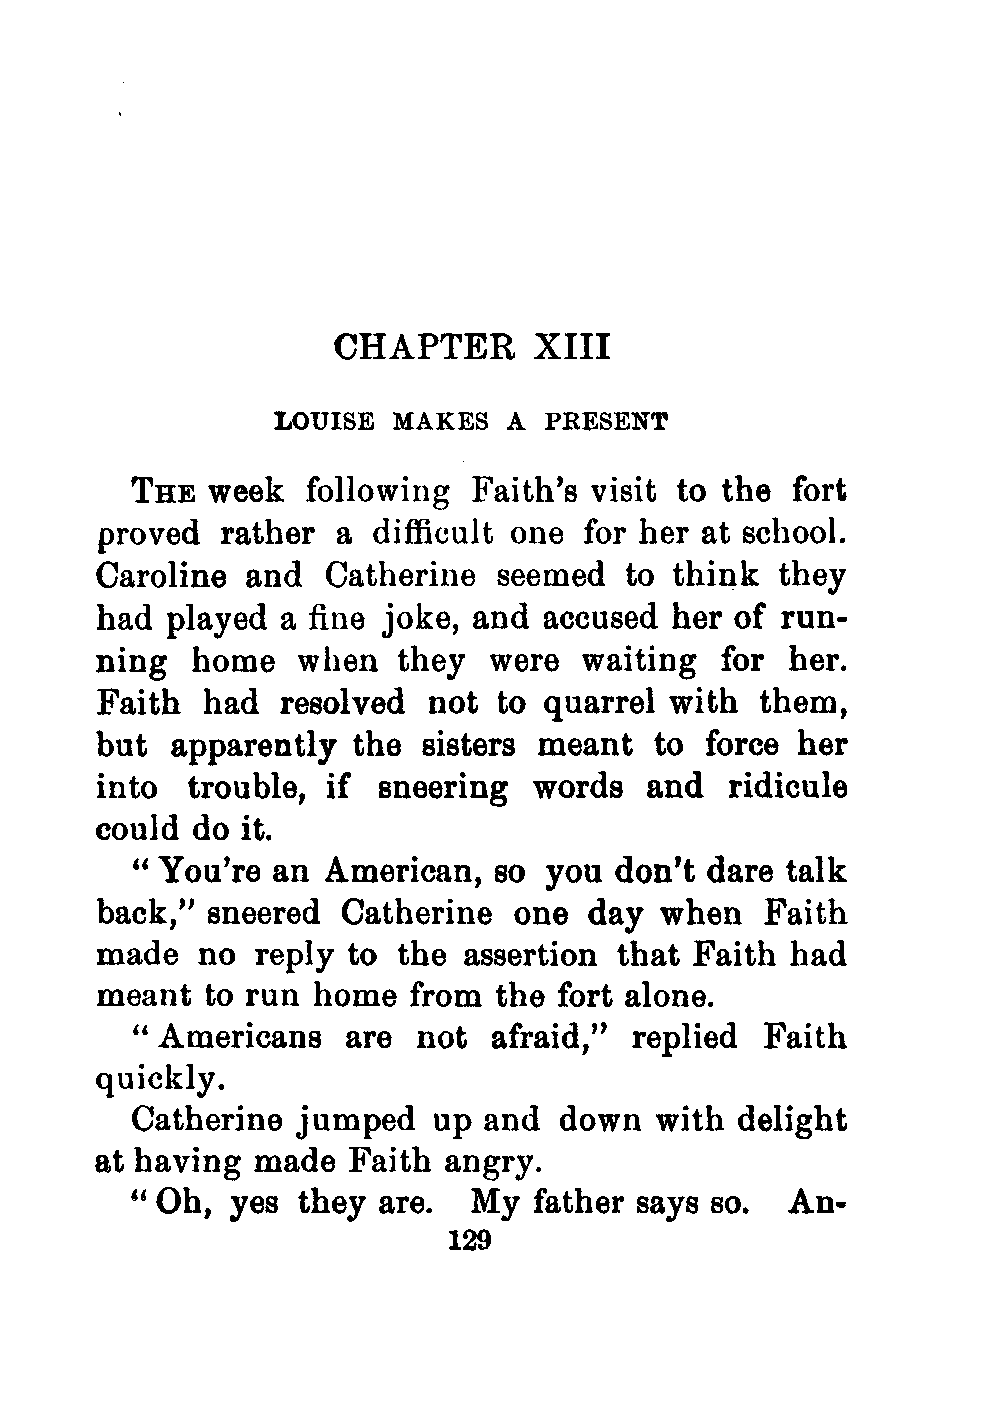 CHAPTER XIII
LOUISE MAKES A PRESENT
THE week following Faith's visit to the fort
proved rather a difficult one for her at school.
Caroline and Catherine seemed to think they
had played a fine joke, and accused her of run-
ning home when they were waiting for her.
Faith had resolved not to quarrel with them,
but apparently the sisters meant to force her
into trouble, if sneering words and ridicule
could do it.
“ You're an American, so you don't dare talk
back,” sneered Catherine one day when Faith
made no reply to the assertion that Faith had
meant to run home from the fort alone.
“ Americans are not afraid,” replied Faith
quickly.
Catherine jumped up and down with delight
at having made Faith angry.
“ Oh, yes they are. My father says so. An-
129